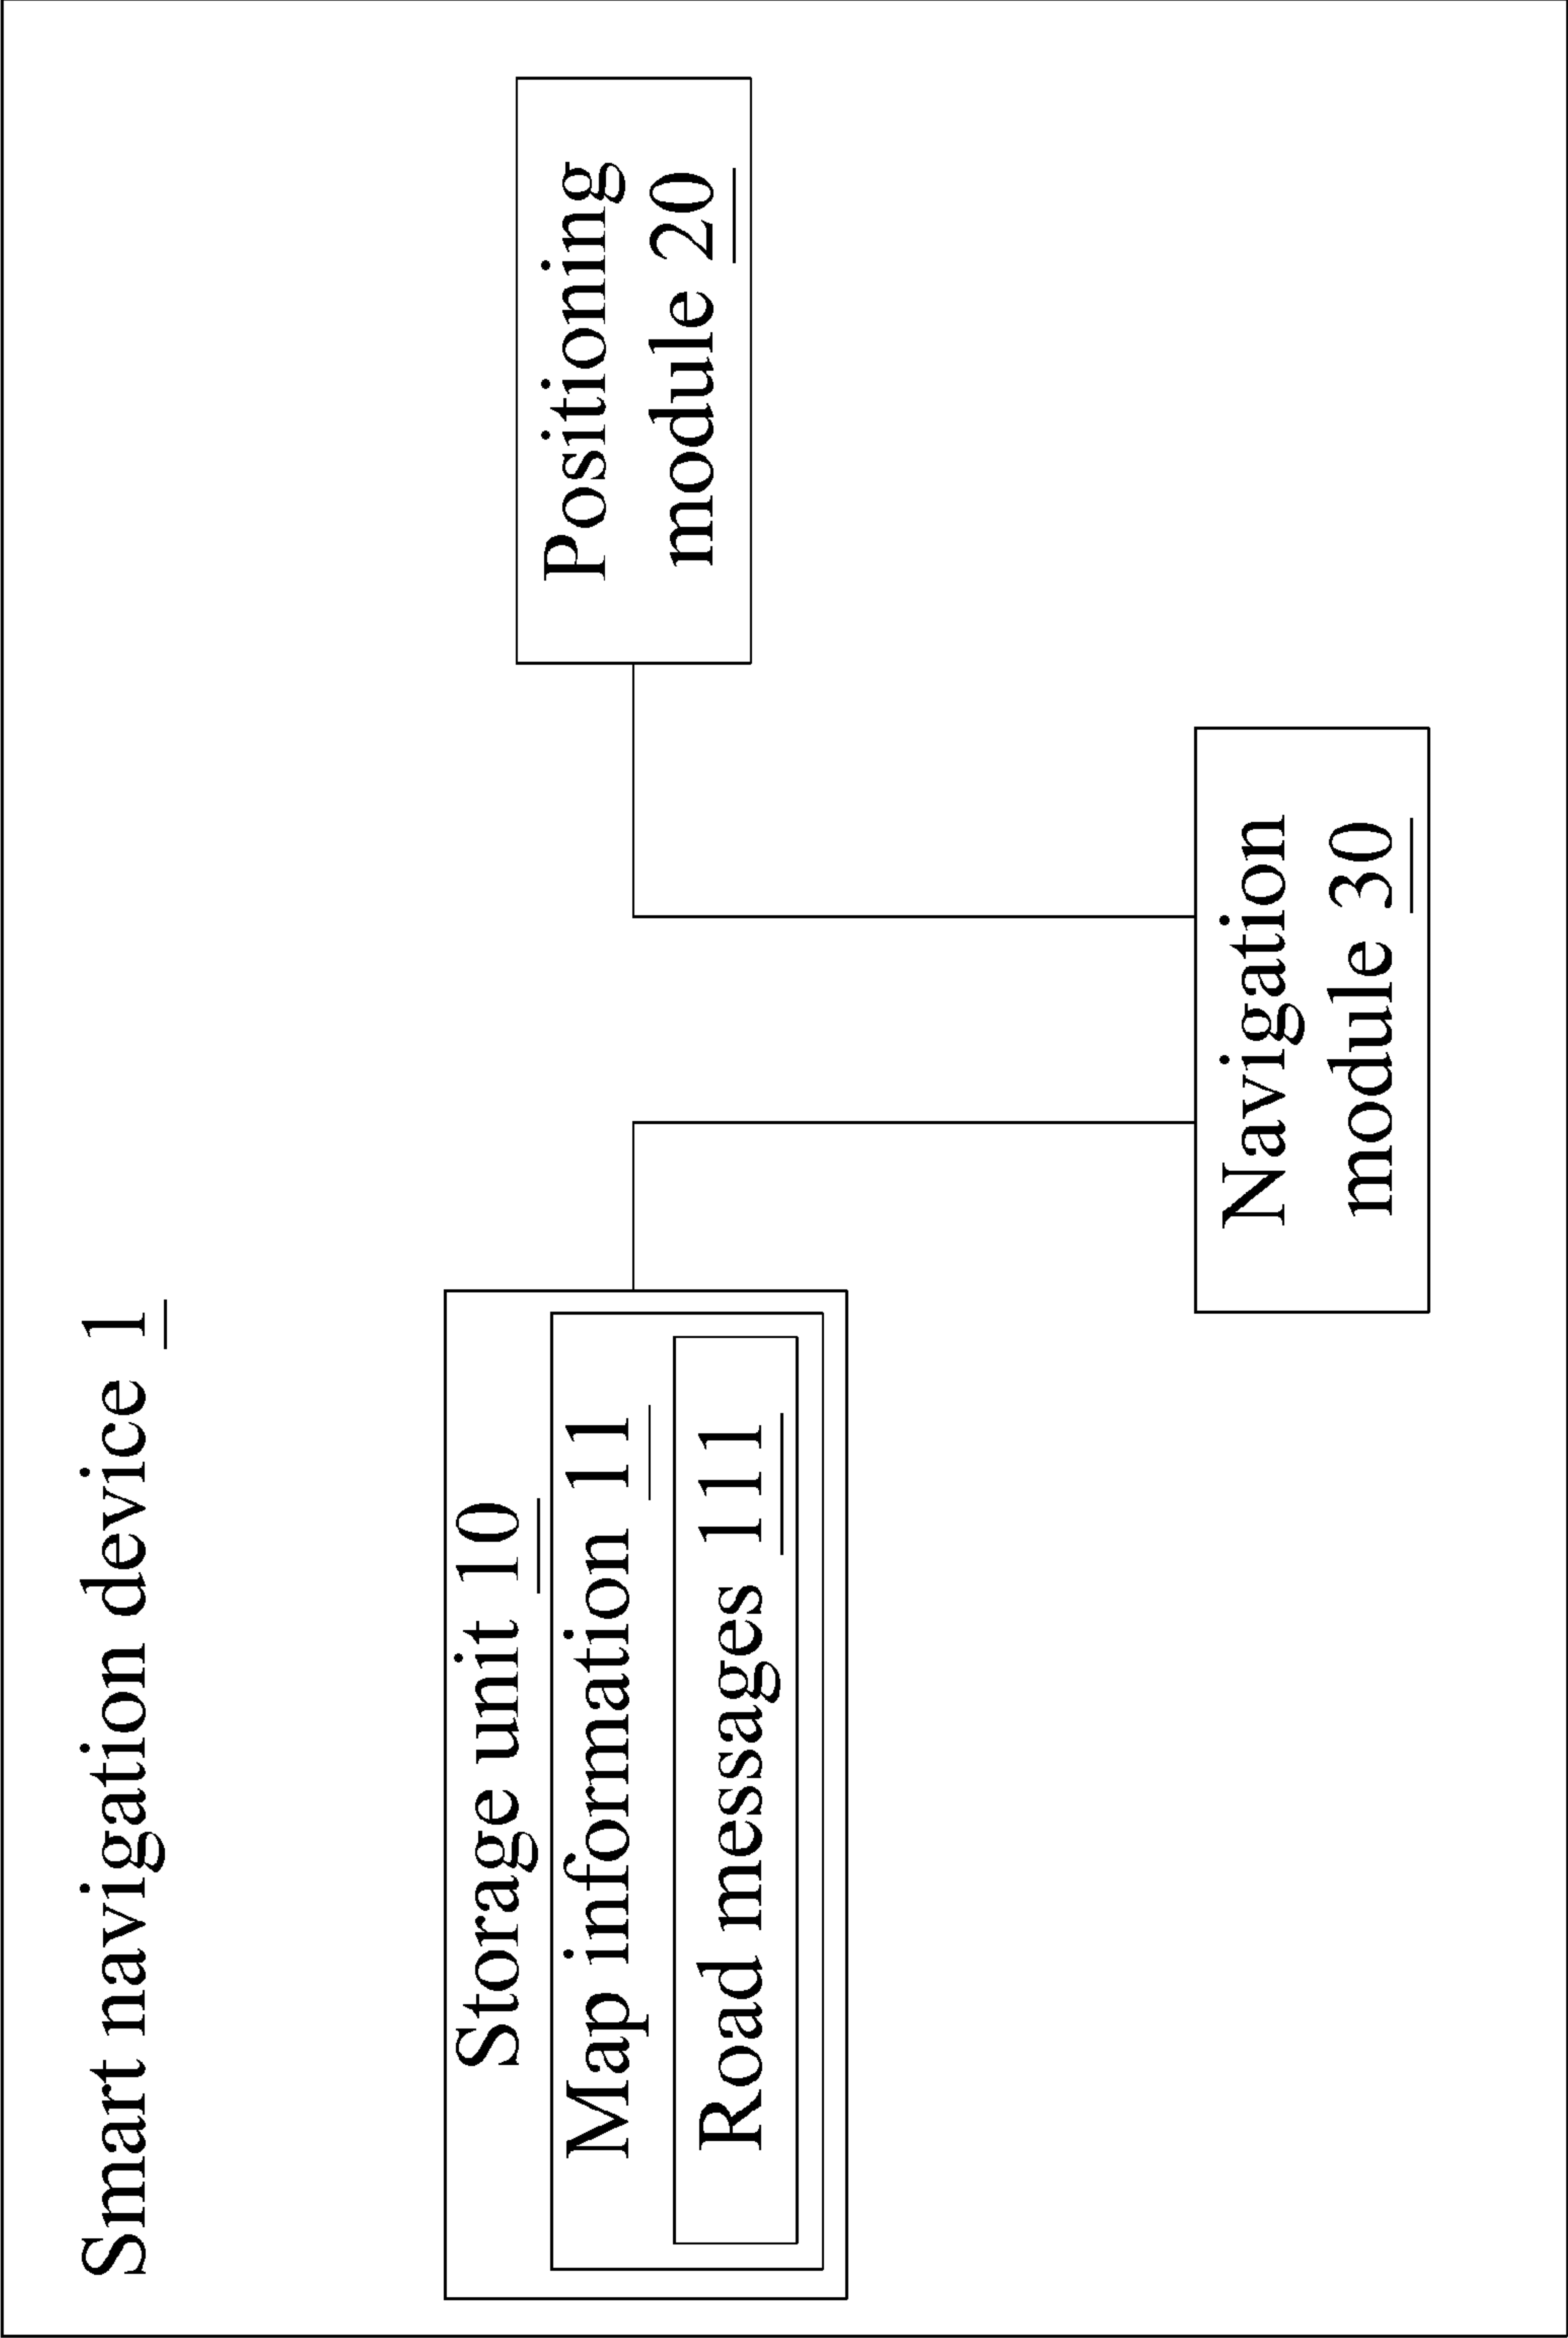 Smart navigation device 1
Storage unit 10
Map information 11
Road messages 111
Positioning
module 20
Navigation
module 30